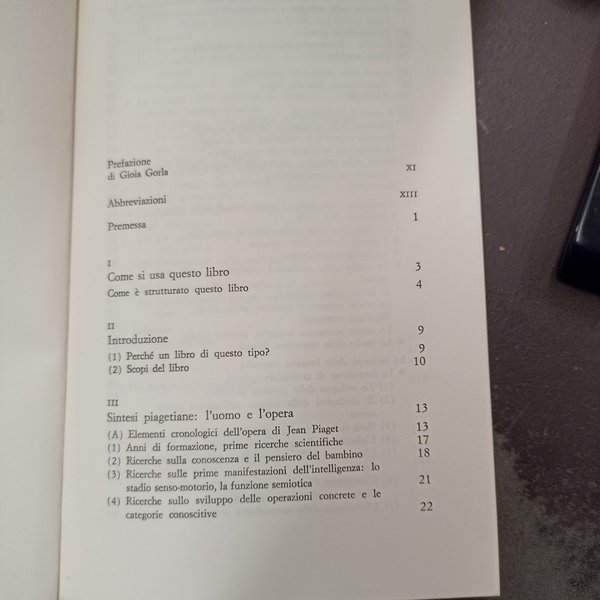 Prefazione
di Gioia Gorla XI
Abbreviazioni XIII
Premessa 1
I
Come si usa questo libro 3
Come è strutturato questo libro 4
II
Introduzione 9
(1) Perché un libro di questo tipo? 9
(2) Scopi del libro 10
III
Sintesi piagetiane: l'uomo e l'opera 13
(A) Elementi cronologici dell'opera di Jean Piaget 13
(1) Anni di formazione, prime ricerche scientifiche 17
(2) Ricerche sulla conoscenza e il pensiero del bambino 18
(3) Ricerche sulle prime manifestazioni dell'intelligenza: lo
stadio senso-motorio, la funzione semiotica 21
(4) Ricerche sullo sviluppo delle operazioni concrete e le
categorie conoscitive 22